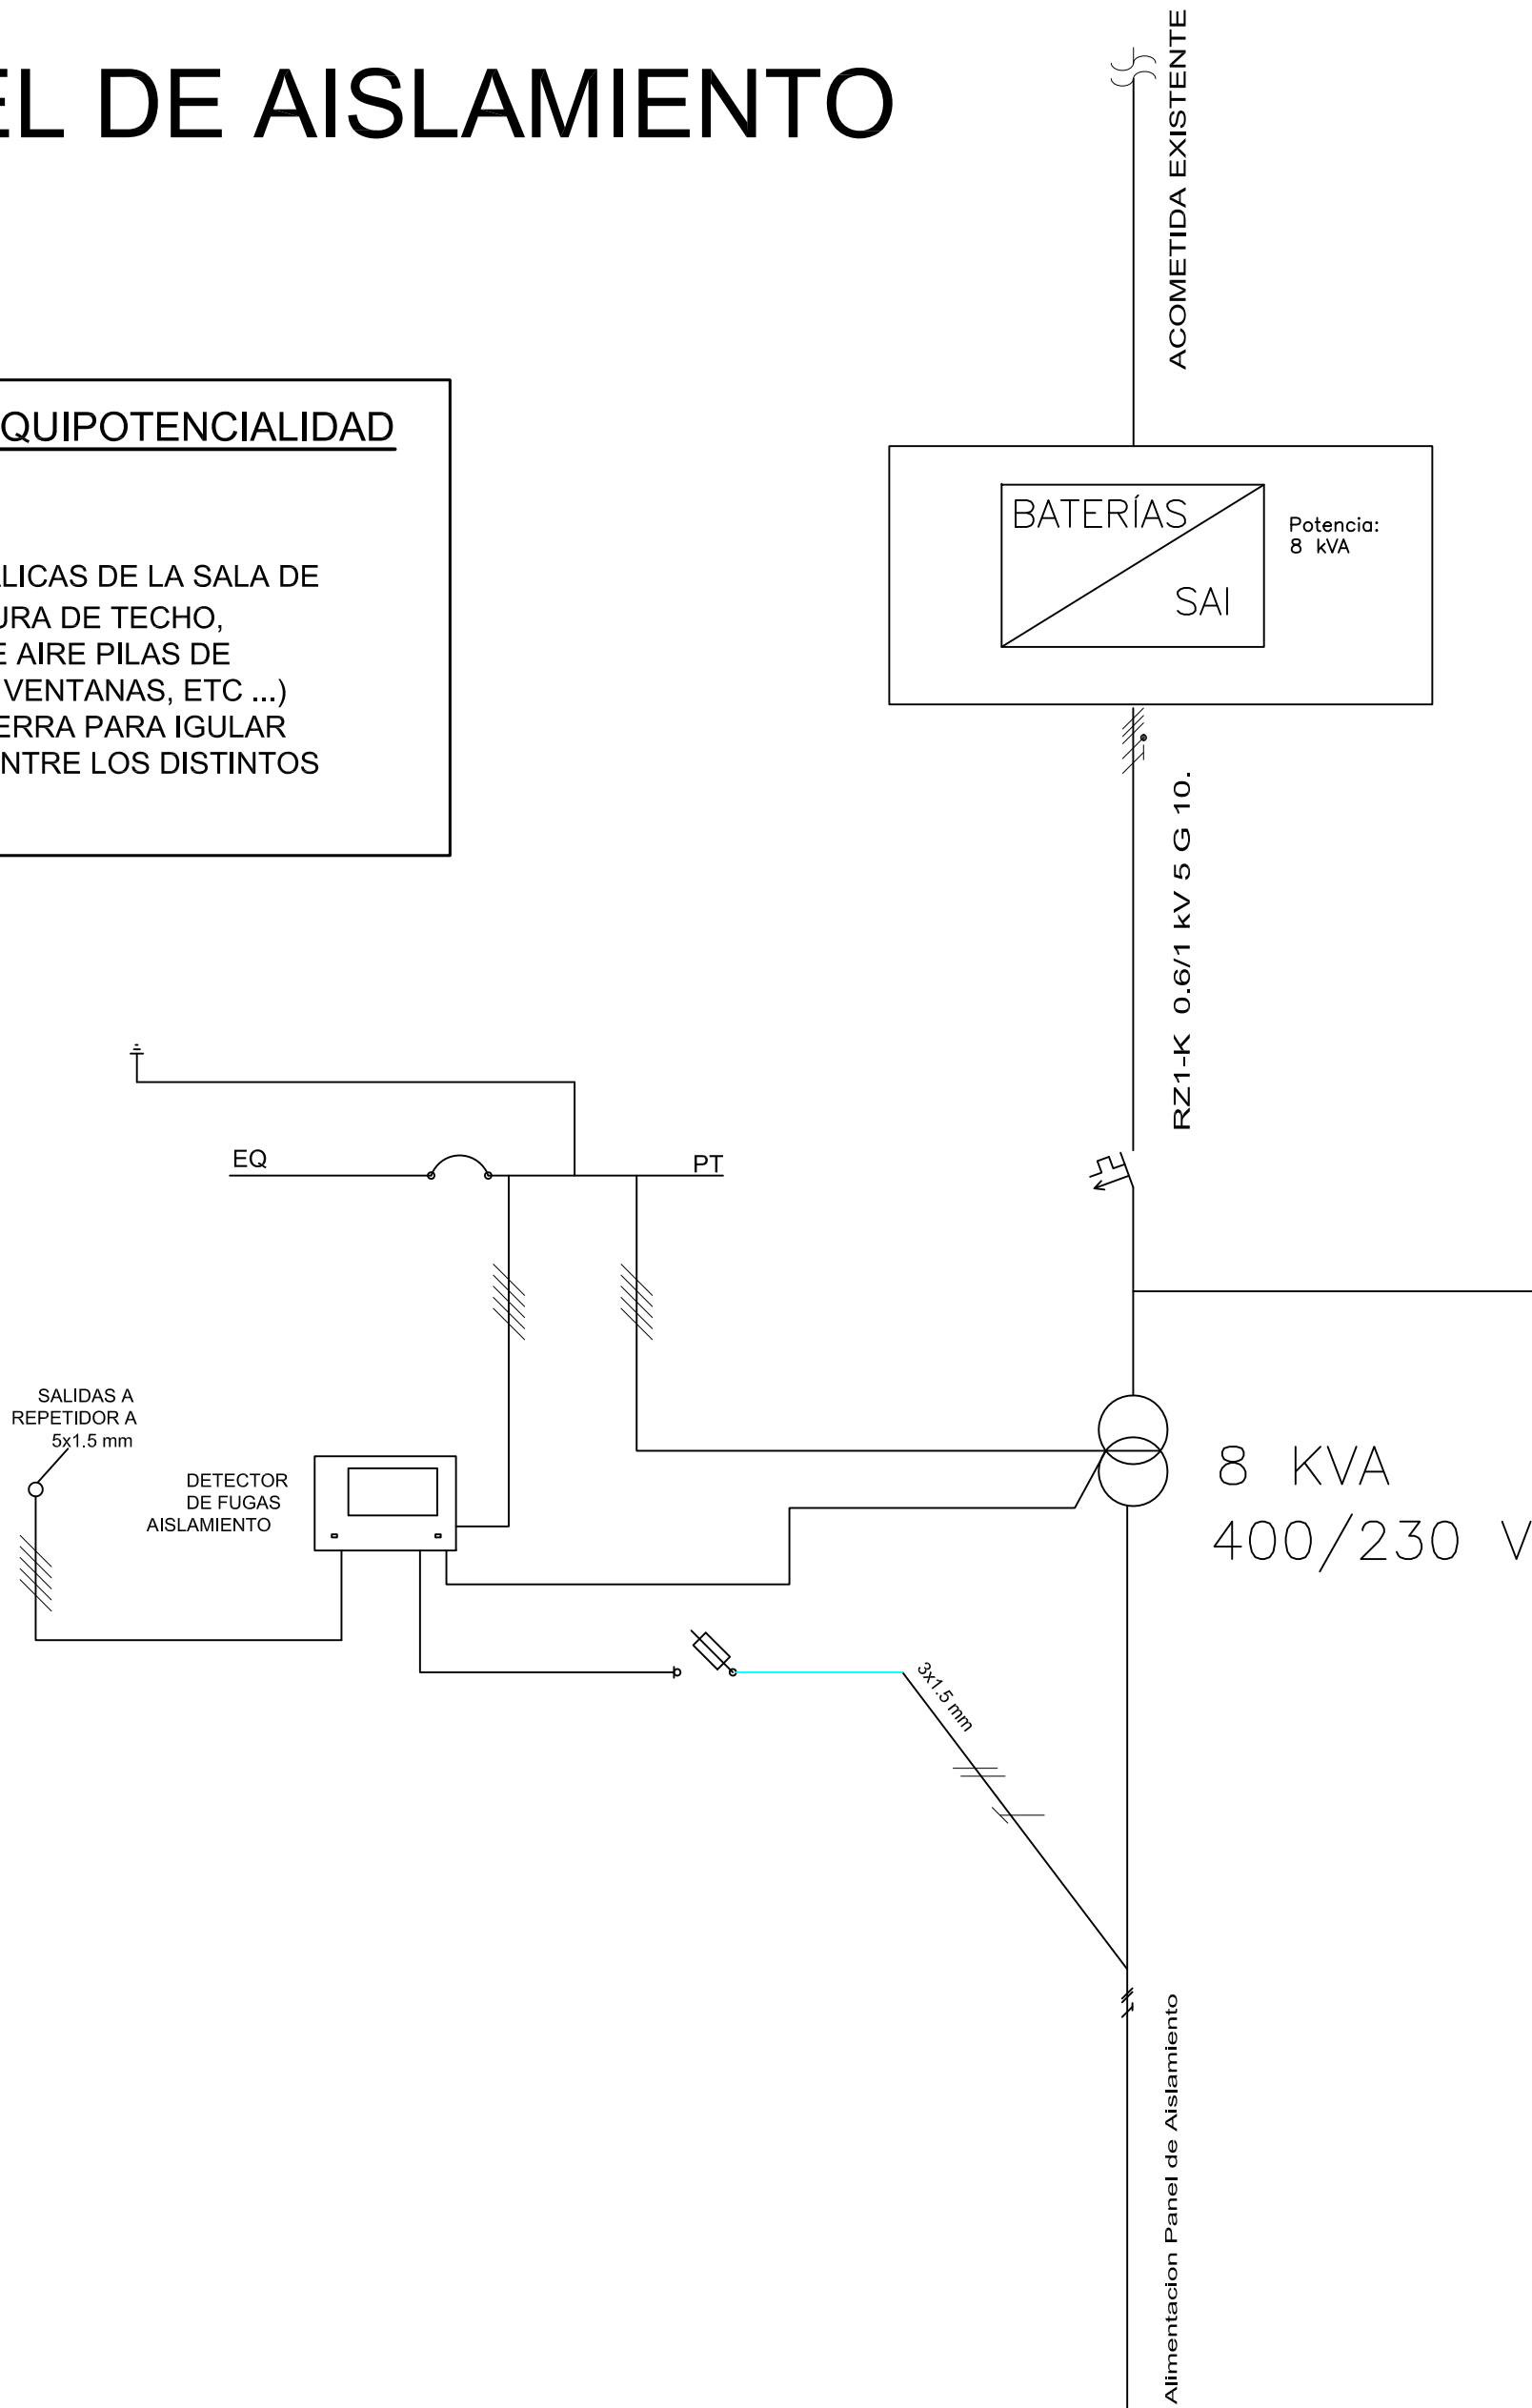 EL DE AISLAMIENTO
ACOMETIDA EXISTENTE
QUIPOTENCIALIDAD
LICAS DE LA SALA DE
URA DE TECHO,
E AIRE PILAS DE
VENTANAS, ETC ...)
ERRA PARA IGULAR
NTRE LOS DISTINTOS
BATERÍAS
SAI
Potencia:
8 kVA
RZ1-K 0.6/1 kV 5 G 10.
EQ
PT
SALIDAS A
REPETIDOR A
5x1.5 mm
DETECTOR
DE FUGAS
AISLAMIENTO
8 KVA
400/230 V
3x1.5 mm
Alimentacion Panel de Aislamiento